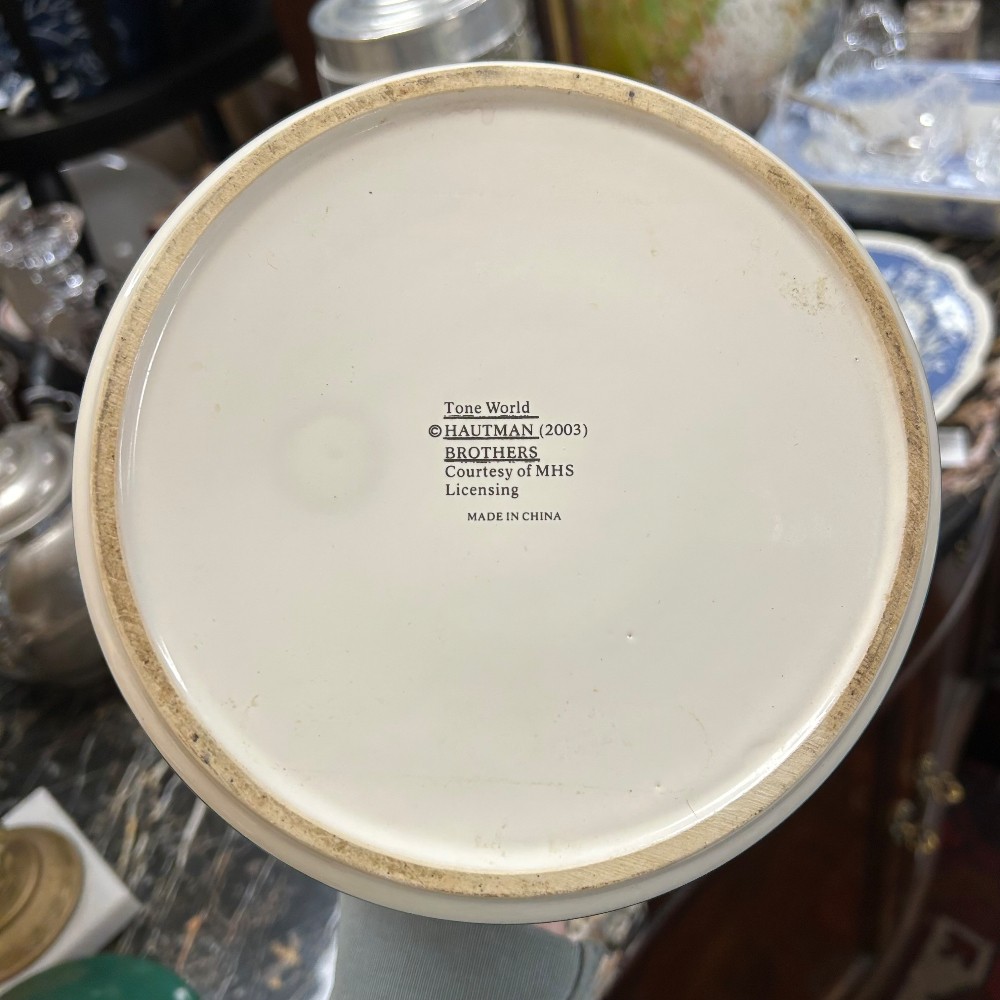 Tone World
©HAUTMAN (2003)
BROTHERS
Courtesy of MHS
Licensing
MADE IN CHINA